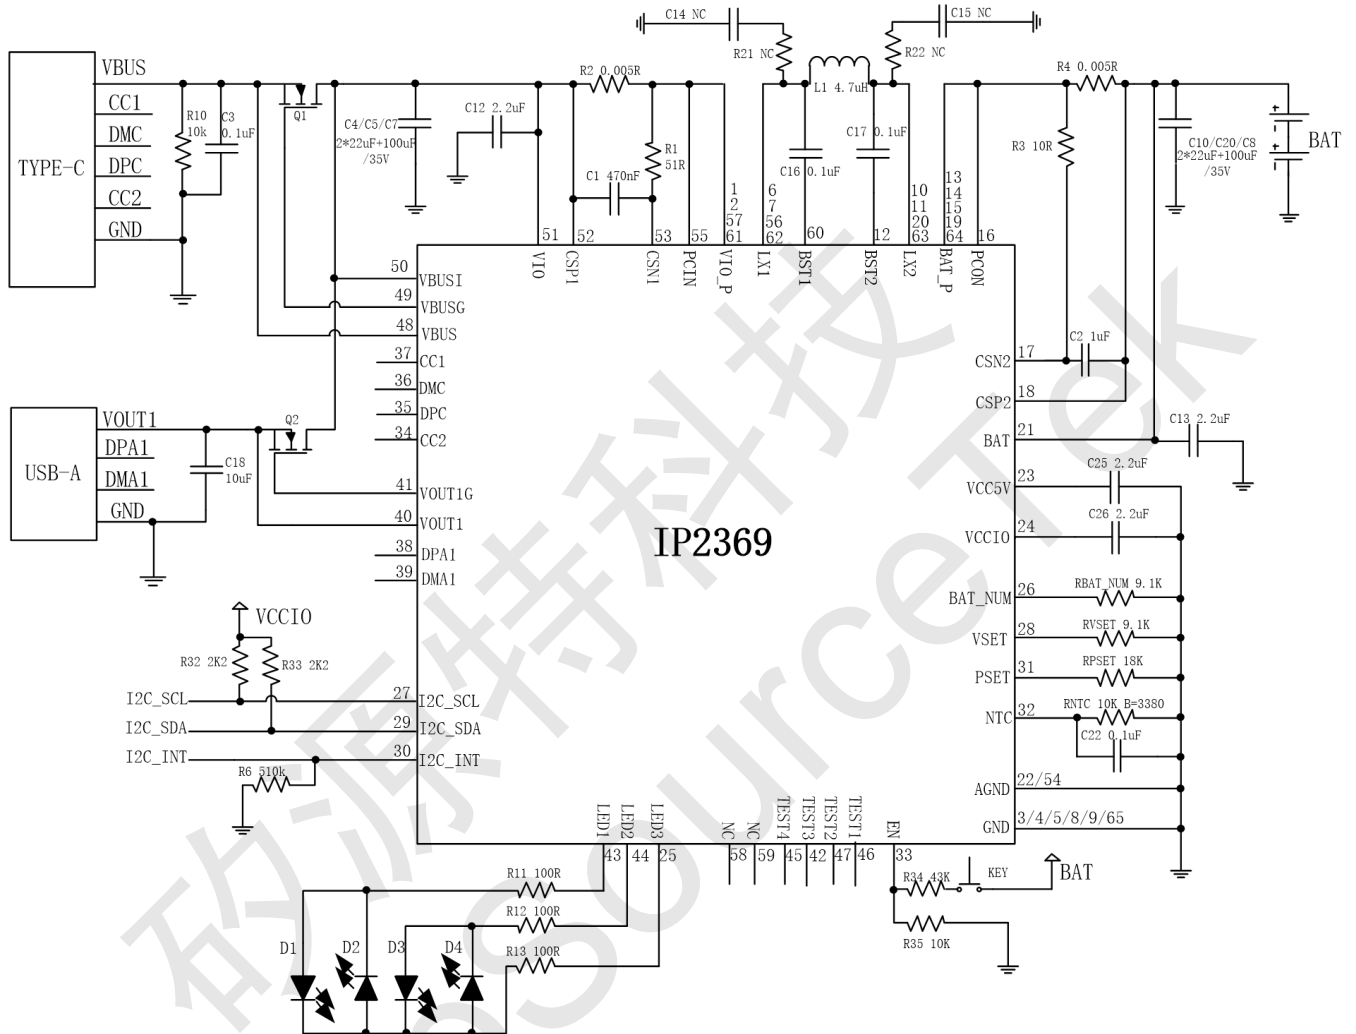 C14 NC
C15 NC
R21 NC
R22 NC
L1 4.7uH
TYPE-C
VBUS
CC1
DMC
DPC
CC2
GND
R10
10k
C3
0.1uF
Q1
C4/C5/C7
2*22uF+100uF
/35V
C12 2.2uF
R2 0.005R
C1 470nF
R1
51R
C16 0.1uF
C17 0.1uF
R4 0.005R
R3 10R
C10/C20/C8
2*22uF+100uF
/35V
BAT
51
52
53
55
1
2
57
61
6
7
56
62
60
12
10
11
20
63
13
14
15
19
64
16
VIO
CSP1
CSN1
PCIN
VIO_P
LX1
BST1
BST2
LX2
BAT_P
PCON
50
VBUSI
49
VBUSG
48
VBUS
37
CC1
36
DMC
35
DPC
34
CC2
41
VOUT1G
40
VOUT1
38
DPA1
39
DMA1
USB-A
VOUT1
DPA1
DMA1
GND
Q2
C18
10uF
IP2369
CSN2
17
C2 1uF
CSP2
18
BAT
21
C13 2.2uF
VCC5V
23
C25 2.2uF
VCCIO
24
C26 2.2uF
BAT_NUM
26
RBAT_NUM 9.1K
VSET
28
RVSET 9.1K
PSET
31
RPSET 18K
NTC
32
RNTC 10K B=3380
C22 0.1uF
AGND
22/54
GND
3/4/5/8/9/65
VCCIO
R32 2K2
R33 2K2
I2C_SCL
27
I2C_SCL
I2C_SDA
29
I2C_SDA
I2C_INT
30
I2C_INT
R6 510k
LED1
LED2
LED3
NC
NC
TEST4
TEST3
TEST2
TEST1
EN
43
44
25
58
59
45
42
47
46
33
R11 100R
R12 100R
R13 100R
D1
D2
D3
D4
R34 43K
KEY
BAT
R35 10K
矽源特科技
nSourceTek